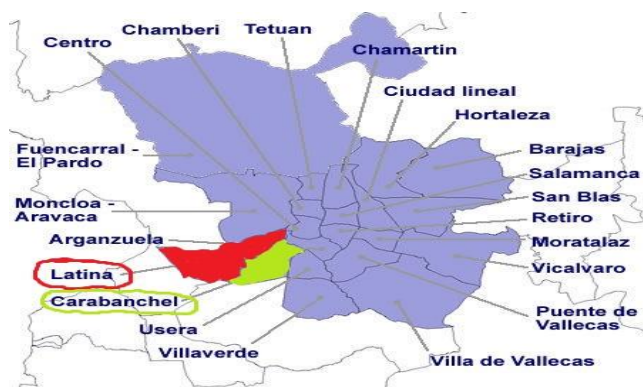 Tetuan
Chamberi
Centro
Chamartin
Ciudad lineal
Hortaleza
Fuencarral -
El Pardo
Barajas
Salamanca
Moncloa -
Aravaca
San Blas
Retiro
Arganzuela
Moratalaz
Latina
Vicalvaro
Carabanchel
Usera
Puente de
Vallecas
Villaverde
Villa de Vallecas